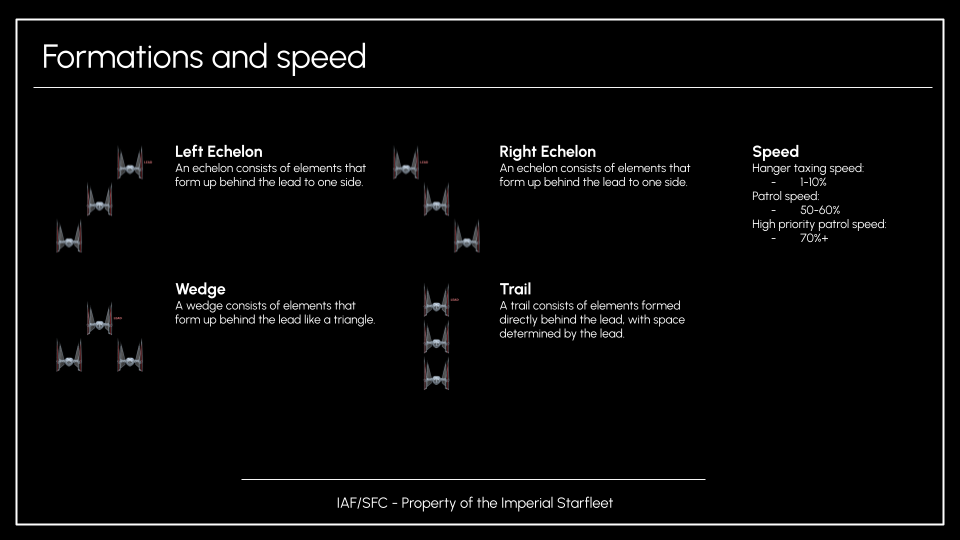 Formations and speed
Left Echelon
An echelon consists of elements that
form up behind the lead to one side.
Right Echelon
An echelon consists of elements that
form up behind the lead to one side.
Speed
Hanger taxing speed:
- 1-10%
Patrol speed:
- 50-60%
High priority patrol speed:
- 70%+
Wedge
A wedge consists of elements that
form up behind the lead like a triangle.
Trail
A trail consists of elements formed
directly behind the lead, with space
determined by the lead.
IAF/SFC - Property of the Imperial Starfleet